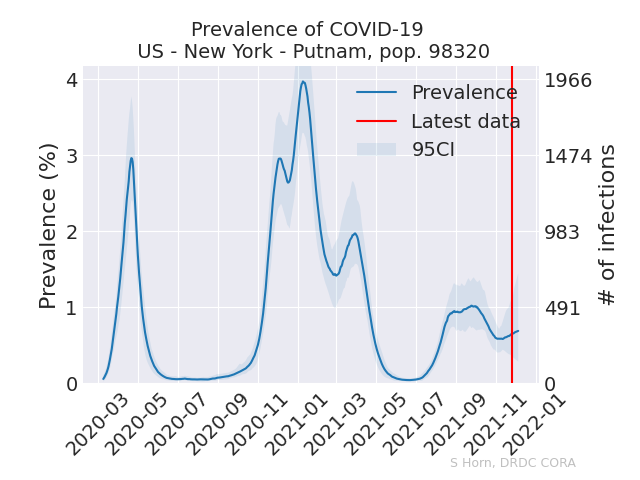 Prevalence of COVID-19
US - New York - Putnam, pop. 98320
Prevalence (%)
4
3
2
1
0
Prevalence
Latest data
95CI
1966
1474
983
491
0
# of infections
2020-03
2020-05
2020-07
2020-09
2020-11
2021-01
2021-03
2021-05
2021-07
2021-09
2021-11
2022-01
S Horn, DRDC CORA